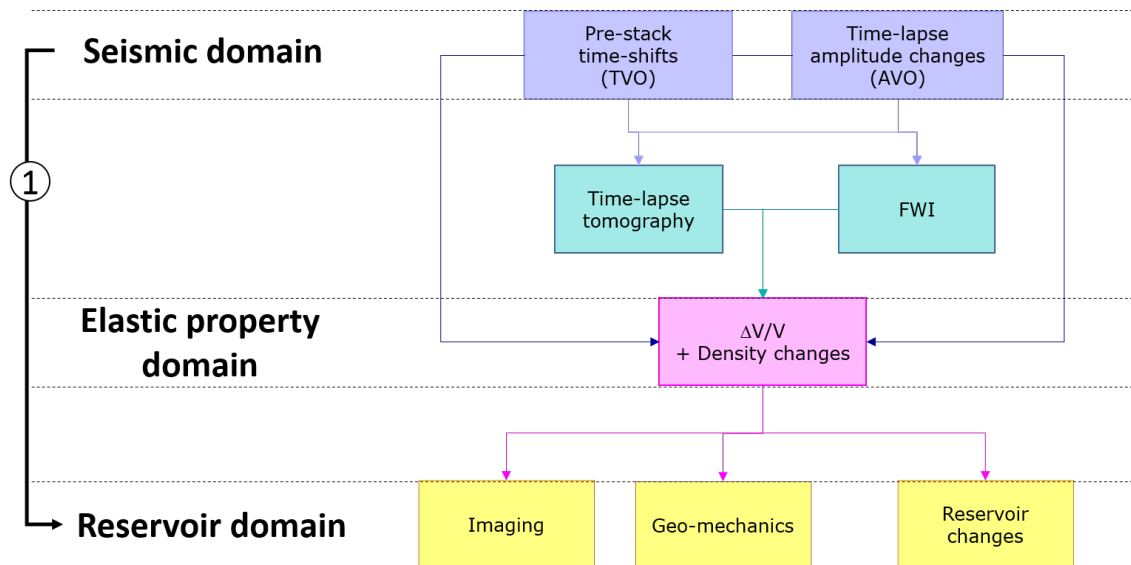 Seismic domain
Pre-stack
time-shifts
(TVO)
Time-lapse
amplitude changes
(AVO)
1
Time-lapse
tomography
FWI
Elastic property
domain
ΔV/V
+ Density changes
Reservoir domain
Imaging
Geo-mechanics
Reservoir
changes